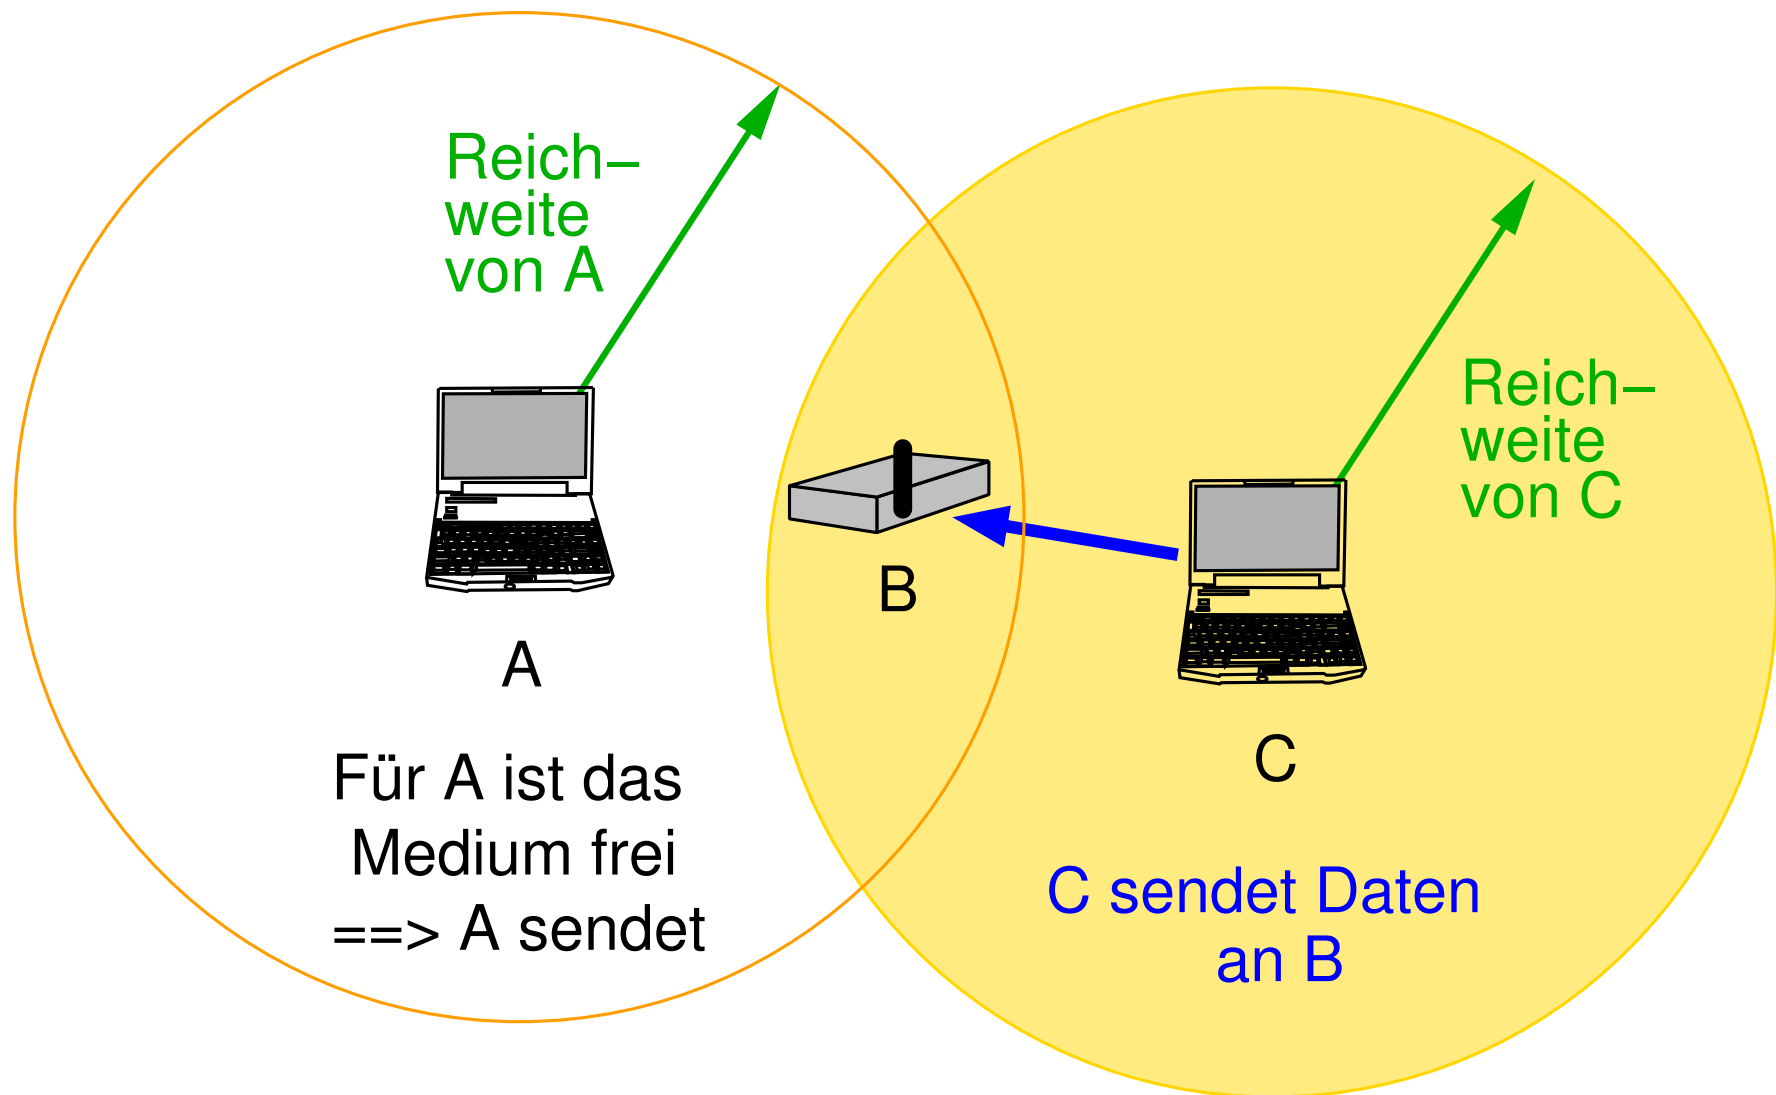 Reich–
weite
von A
Reich–
weite
von C
B
A
C
Für A ist das
Medium frei
==> A sendet
C sendet Daten
an B